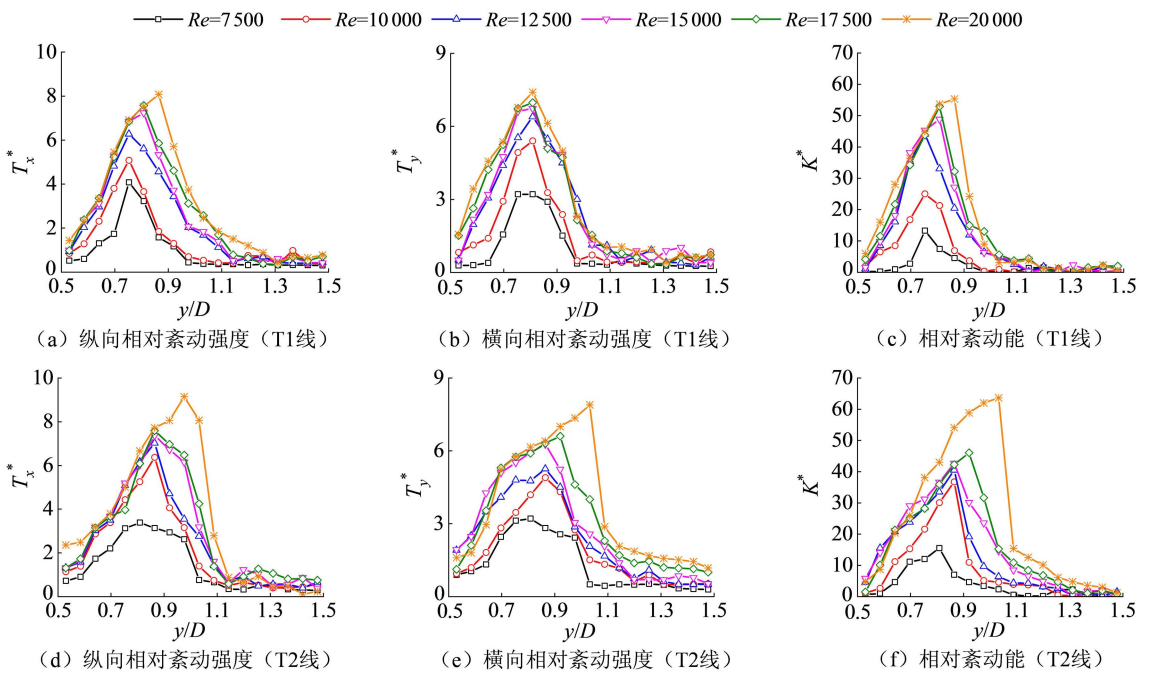 Re=7 500 Re=10 000 Re=12 500 Re=15 000 Re=17 500 Re=20 000
10 8 6 4 2 0
Tx*
0.5 0.7 0.9 1.1 1.3 1.5
y/D
(a) 纵向相对紊动强度(T1线)
9 6 3 0
Ty*
0.5 0.7 0.9 1.1 1.3 1.5
y/D
(b) 横向相对紊动强度(T1线)
70 60 50 40 30 20 10 0
K*
0.5 0.7 0.9 1.1 1.3 1.5
y/D
(c) 相对紊动能(T1线)
10 8 6 4 2 0
Tx*
0.5 0.7 0.9 1.1 1.3 1.5
y/D
(d) 纵向相对紊动强度(T2线)
9 6 3 0
Ty*
0.5 0.7 0.9 1.1 1.3 1.5
y/D
(e) 横向相对紊动强度(T2线)
70 60 50 40 30 20 10 0
K*
0.5 0.7 0.9 1.1 1.3 1.5
y/D
(f) 相对紊动能(T2线)